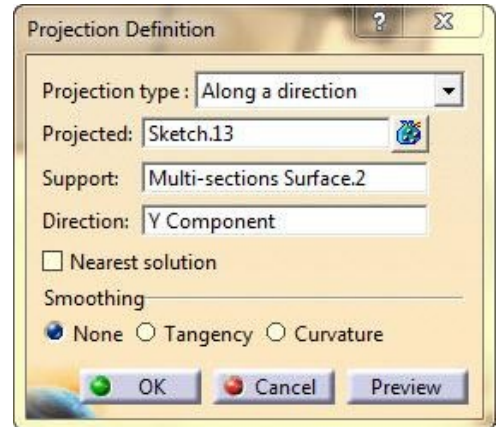 Projection Definition
Projection type : Along a direction
Projected: Sketch.13
Support: Multi-sections Surface.2
Direction: Y Component
Nearest solution
Smoothing
None Tangency Curvature
OK Cancel Preview